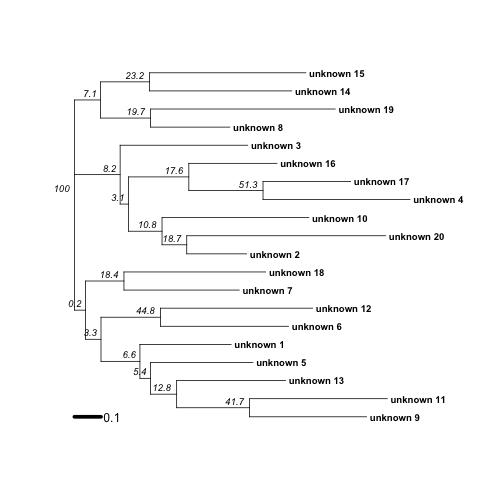 23.2 unknown 15
7.1
unknown 14
19.7 unknown 19
unknown 8
unknown 3
8.2
17.6 unknown 16
100
51.3 unknown 17
3.1
unknown 4
10.8 unknown 10
18.7 unknown 20
unknown 2
18.4 unknown 18
unknown 7
0.2
44.8 unknown 12
3.3
unknown 6
6.6 unknown 1
5.4 unknown 5
12.8 unknown 13
41.7 unknown 11
0.1 unknown 9